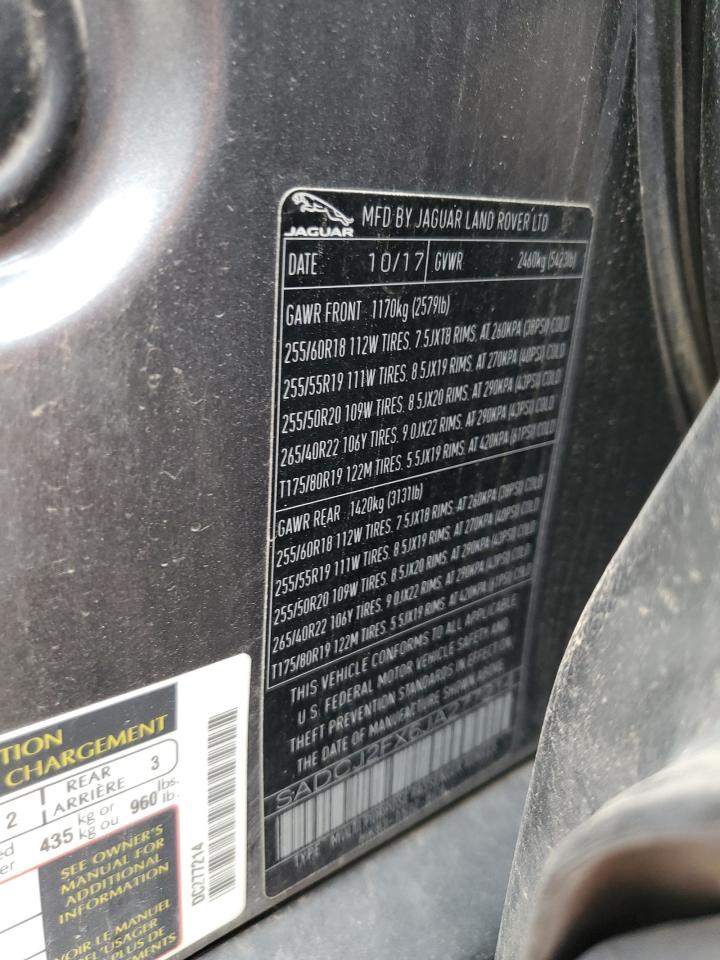 JAGUAR
MFD BY JAGUAR LAND ROVER LTD
DATE 10/17 GVWR 2460kg (5423lb)
GAWR FRONT 1170kg (2579lb)
255/60R18 112W TIRES, 7.5JX18 RIMS, AT 260KPA (38PSI) COLD
255/55R19 111W TIRES, 8 5JX19 RIMS, AT 270KPA (40PSI) COLD
255/50R20 109W TIRES, 8 5JX20 RIMS, AT 290KPA (43PSI) COLD
265/40R22 106Y TIRES, 9 0JX22 RIMS, AT 290KPA (43PSI) COLD
T175/80R19 122M TIRES, 5 5JX19 RIMS, AT 420KPA (61PSI) COLD
GAWR REAR 1420kg (3131lb)
255/60R18 112W TIRES, 7.5JX18 RIMS, AT 260KPA (38PSI) COLD
255/55R19 111W TIRES, 8 5JX19 RIMS, AT 270KPA (40PSI) COLD
255/50R20 109W TIRES, 8 5JX20 RIMS, AT 290KPA (43PSI) COLD
265/40R22 106Y TIRES, 9 0JX22 RIMS, AT 290KPA (43PSI) COLD
T175/80R19 122M TIRES, 5 5JX19 RIMS, AT 420KPA (61PSI) COLD
THIS VEHICLE CONFORMS TO ALL APPLICABLE
U S FEDERAL MOTOR VEHICLE SAFETY AND
THEFT PREVENTION STANDARDS IN EFFECT ON
THE DATE OF MANUFACTURE SHOWN ABOVE.
SADCJ2FX6JA277214
TYPE
TION
CHARGEMENT
2 REAR ARRIÈRE 3
435 kg or kg ou 960 lbs. lb.
SEE OWNER'S
MANUAL FOR
ADDITIONAL
INFORMATION
VOIR LE MANUEL
DE L'USAGER
PLUS DE
DC277214